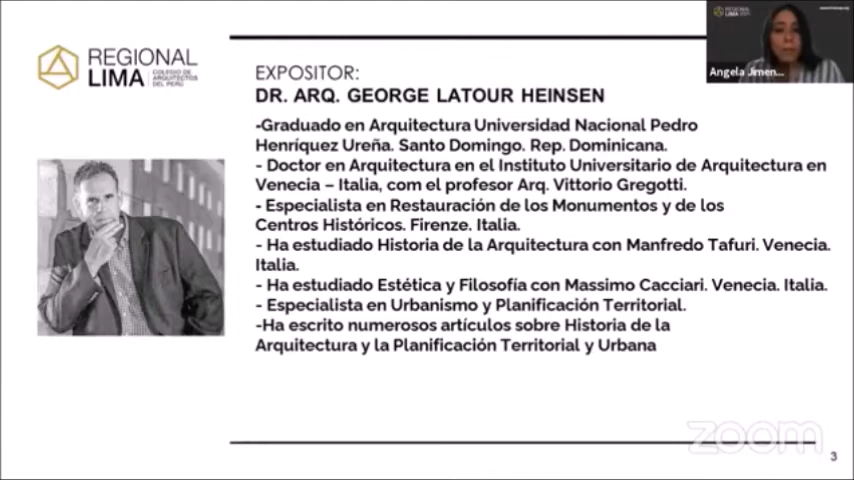 REGIONAL
LIMA
COLEGIO DE
ARQUITECTOS
DEL PERÚ
EXPOSITOR:
DR. ARQ. GEORGE LATOUR HEINSEN
-Graduado en Arquitectura Universidad Nacional Pedro
Henríquez Ureña. Santo Domingo. Rep. Dominicana.
- Doctor en Arquitectura en el Instituto Universitario de Arquitectura en
Venecia – Italia, com el profesor Arq. Vittorio Gregotti.
- Especialista en Restauración de los Monumentos y de los
Centros Históricos. Firenze. Italia.
- Ha estudiado Historia de la Arquitectura con Manfredo Tafuri. Venecia.
Italia.
- Ha estudiado Estética y Filosofía con Massimo Cacciari. Venecia. Italia.
- Especialista en Urbanismo y Planificación Territorial.
-Ha escrito numerosos artículos sobre Historia de la
Arquitectura y la Planificación Territorial y Urbana
REGIONAL
LIMA
Angela Jimen...
zoom
3